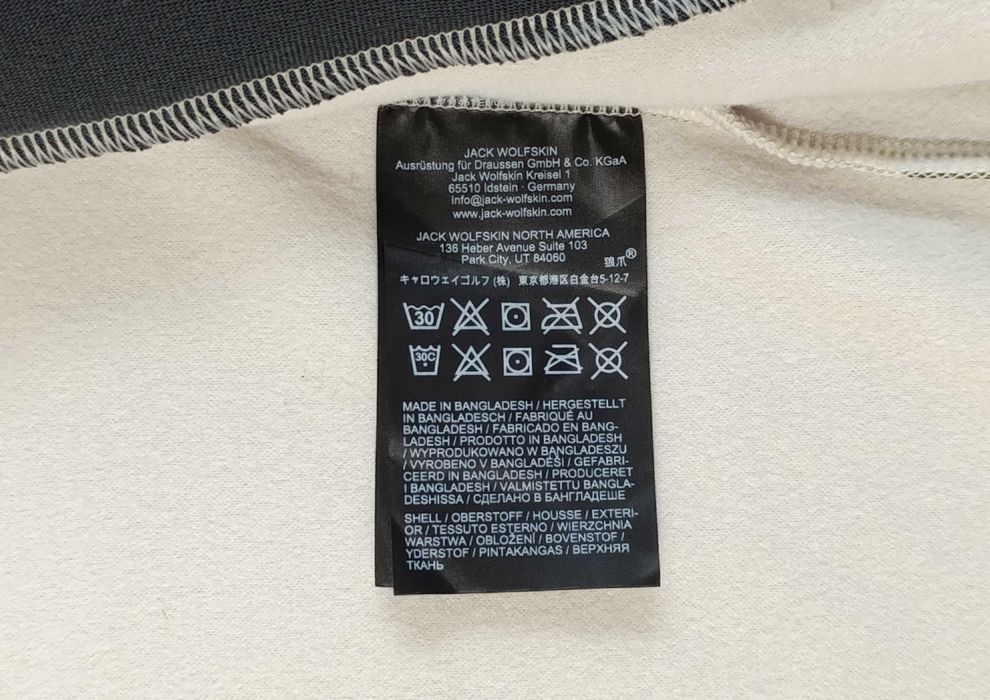 JACK WOLFSKIN
Ausrüstung für Draussen GmbH & Co. KGaA
Jack Wolfskin Kreisel 1
65510 Idstein · Germany
Info@jack-wolfskin.com
www.jack-wolfskin.com
JACK WOLFSKIN NORTH AMERICA
136 Heber Avenue Suite 103
Park City, UT 84060
狼爪®
キャロウェイゴルフ (株) 東京都港区白金台5-12-7
30
30C
MADE IN BANGLADESH / HERGESTELLT
IN BANGLADESCH / FABRIQUÉ AU
BANGLADESH / FABRICADO EN BANG-
LADESH / PRODOTTO IN BANGLADESH
/ WYPRODUKOWANO W BANGLADESZU
/ VYROBENO V BANGLADÉŠI / GEFABRI-
CEERD IN BANGLADESH / PRODUCERET
I BANGLADESH / VALMISTETTU BANGLA-
DESHISSA / СДЕЛАНО В БАНГЛАДЕШЕ
SHELL / OBERSTOFF / HOUSSE / EXTERI-
OR / TESSUTO ESTERNO / WIERZCHNIA
WARSTWA / OBLOŽENÍ / BOVENSTOF /
YDERSTOF / PINTAKANGAS / ВЕРХНЯЯ
ТКАНЬ